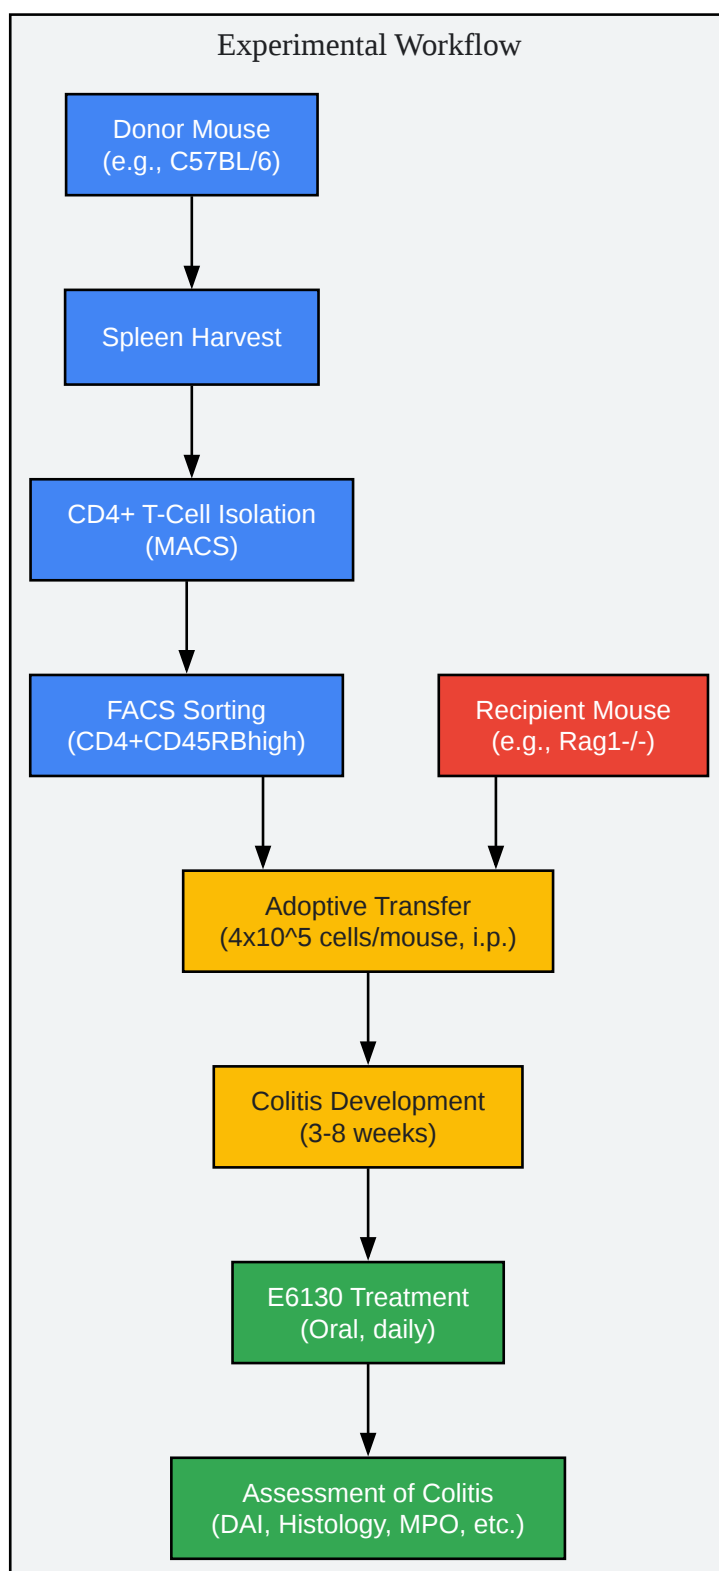 Experimental Workflow
Donor Mouse
(e.g., C57BL/6)
Spleen Harvest
CD4+ T-Cell Isolation
(MACS)
FACS Sorting
(CD4+CD45RBhigh)
Recipient Mouse
(e.g., Rag1-/-)
Adoptive Transfer
(4x10^5 cells/mouse, i.p.)
Colitis Development
(3-8 weeks)
E6130 Treatment
(Oral, daily)
Assessment of Colitis
(DAI, Histology, MPO, etc.)